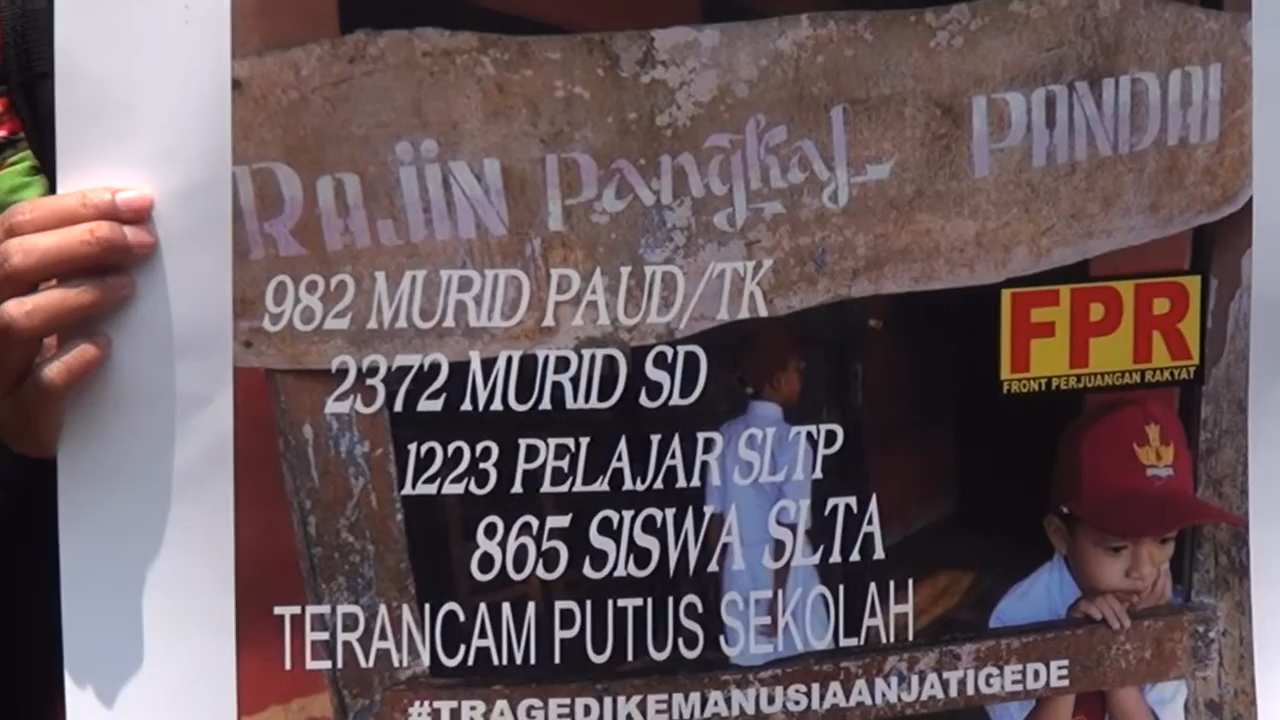 RAJIN Pangkal PANDAI
982 MURID PAUD/TK
2372 MURID SD
1223 PELAJAR SLTP
865 SISWA SLTA
TERANCAM PUTUS SEKOLAH
#TRAGEDIKEMANUSIAANJATIGEDE
FPR
FRONT PERJUANGAN RAKYAT